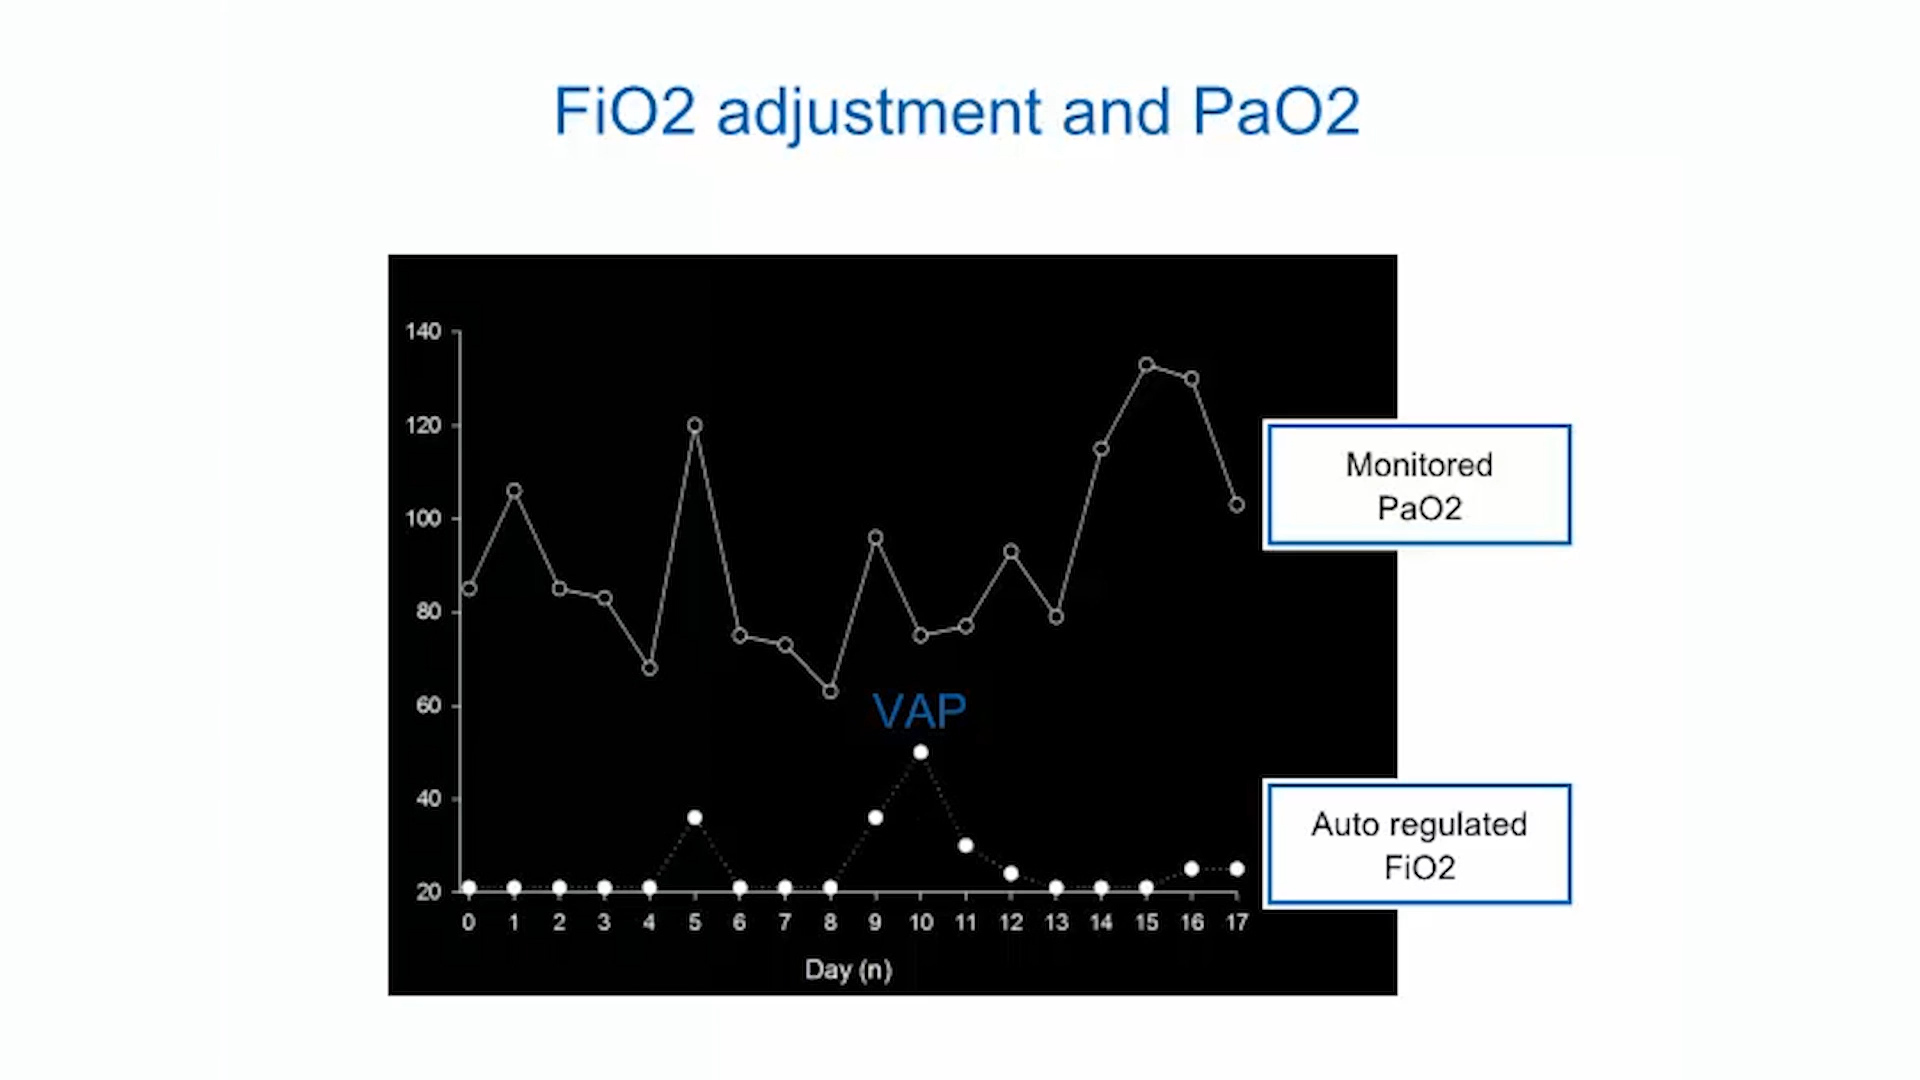 FiO2 adjustment and PaO2
140
120
100
80
60
40
20
VAP
0 1 2 3 4 5 6 7 8 9 10 11 12 13 14 15 16 17
Day (n)
Monitored
PaO2
Auto regulated
FiO2